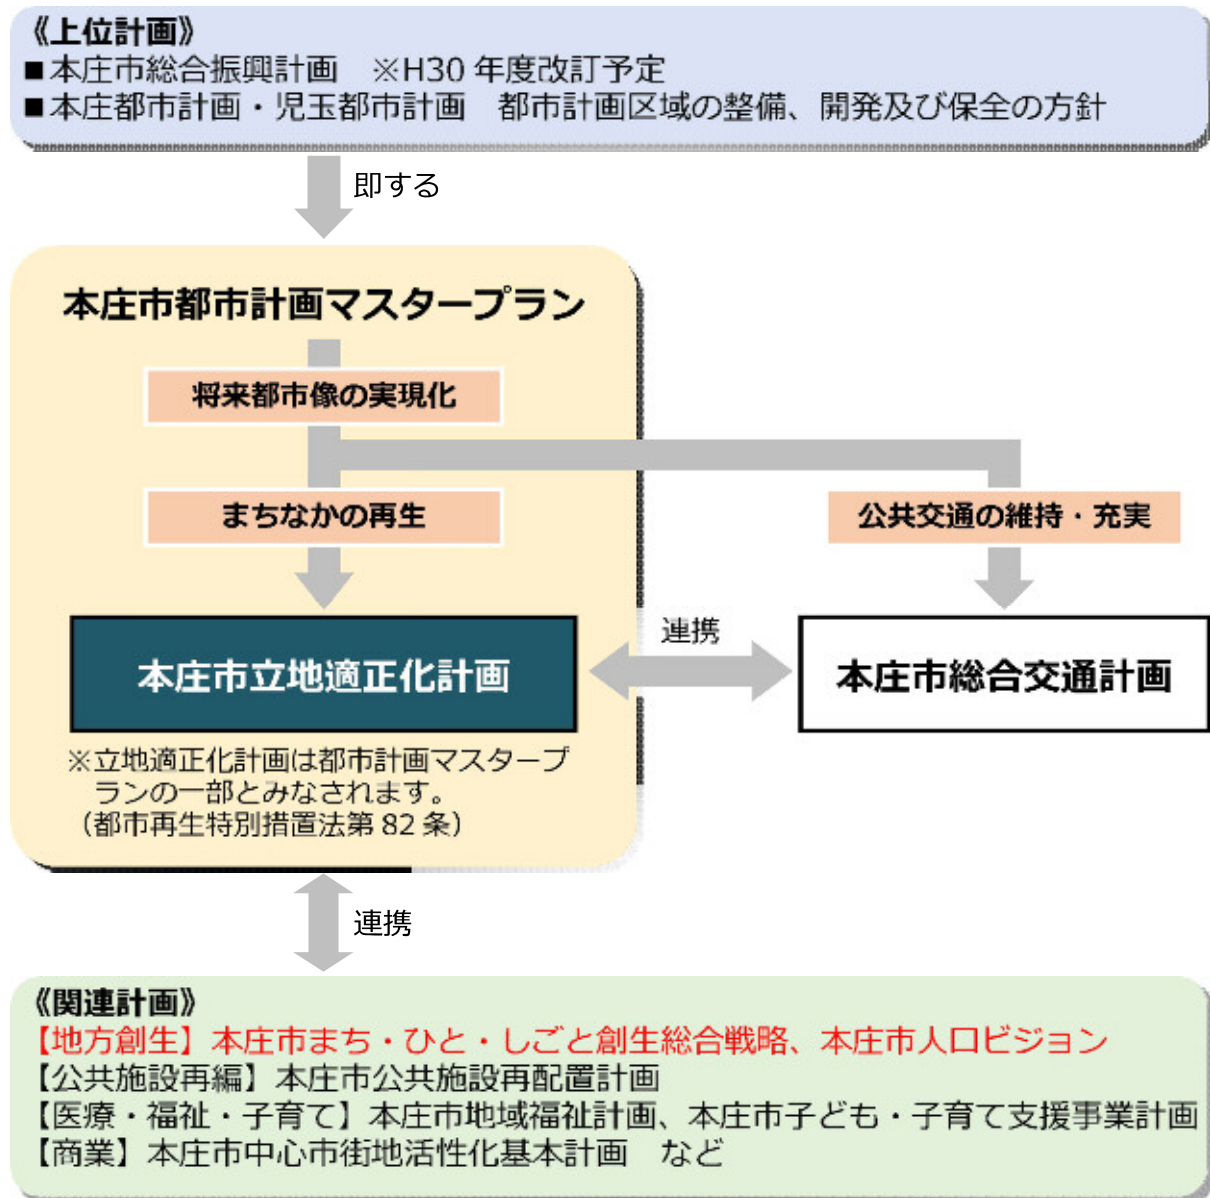 《上位計画》
■本庄市総合振興計画　※H30 年度改訂予定
■本庄都市計画・児玉都市計画　都市計画区域の整備、開発及び保全の方針
即する
本庄市都市計画マスタープラン
将来都市像の実現化
まちなかの再生
公共交通の維持・充実
本庄市立地適正化計画
連携
本庄市総合交通計画
※立地適正化計画は都市計画マスタープ
ランの一部とみなされます。
（都市再生特別措置法第 82 条）
連携
《関連計画》
【地方創生】本庄市まち・ひと・しごと創生総合戦略、本庄市人口ビジョン
【公共施設再編】本庄市公共施設再配置計画
【医療・福祉・子育て】本庄市地域福祉計画、本庄市子ども・子育て支援事業計画
【商業】本庄市中心市街地活性化基本計画　など